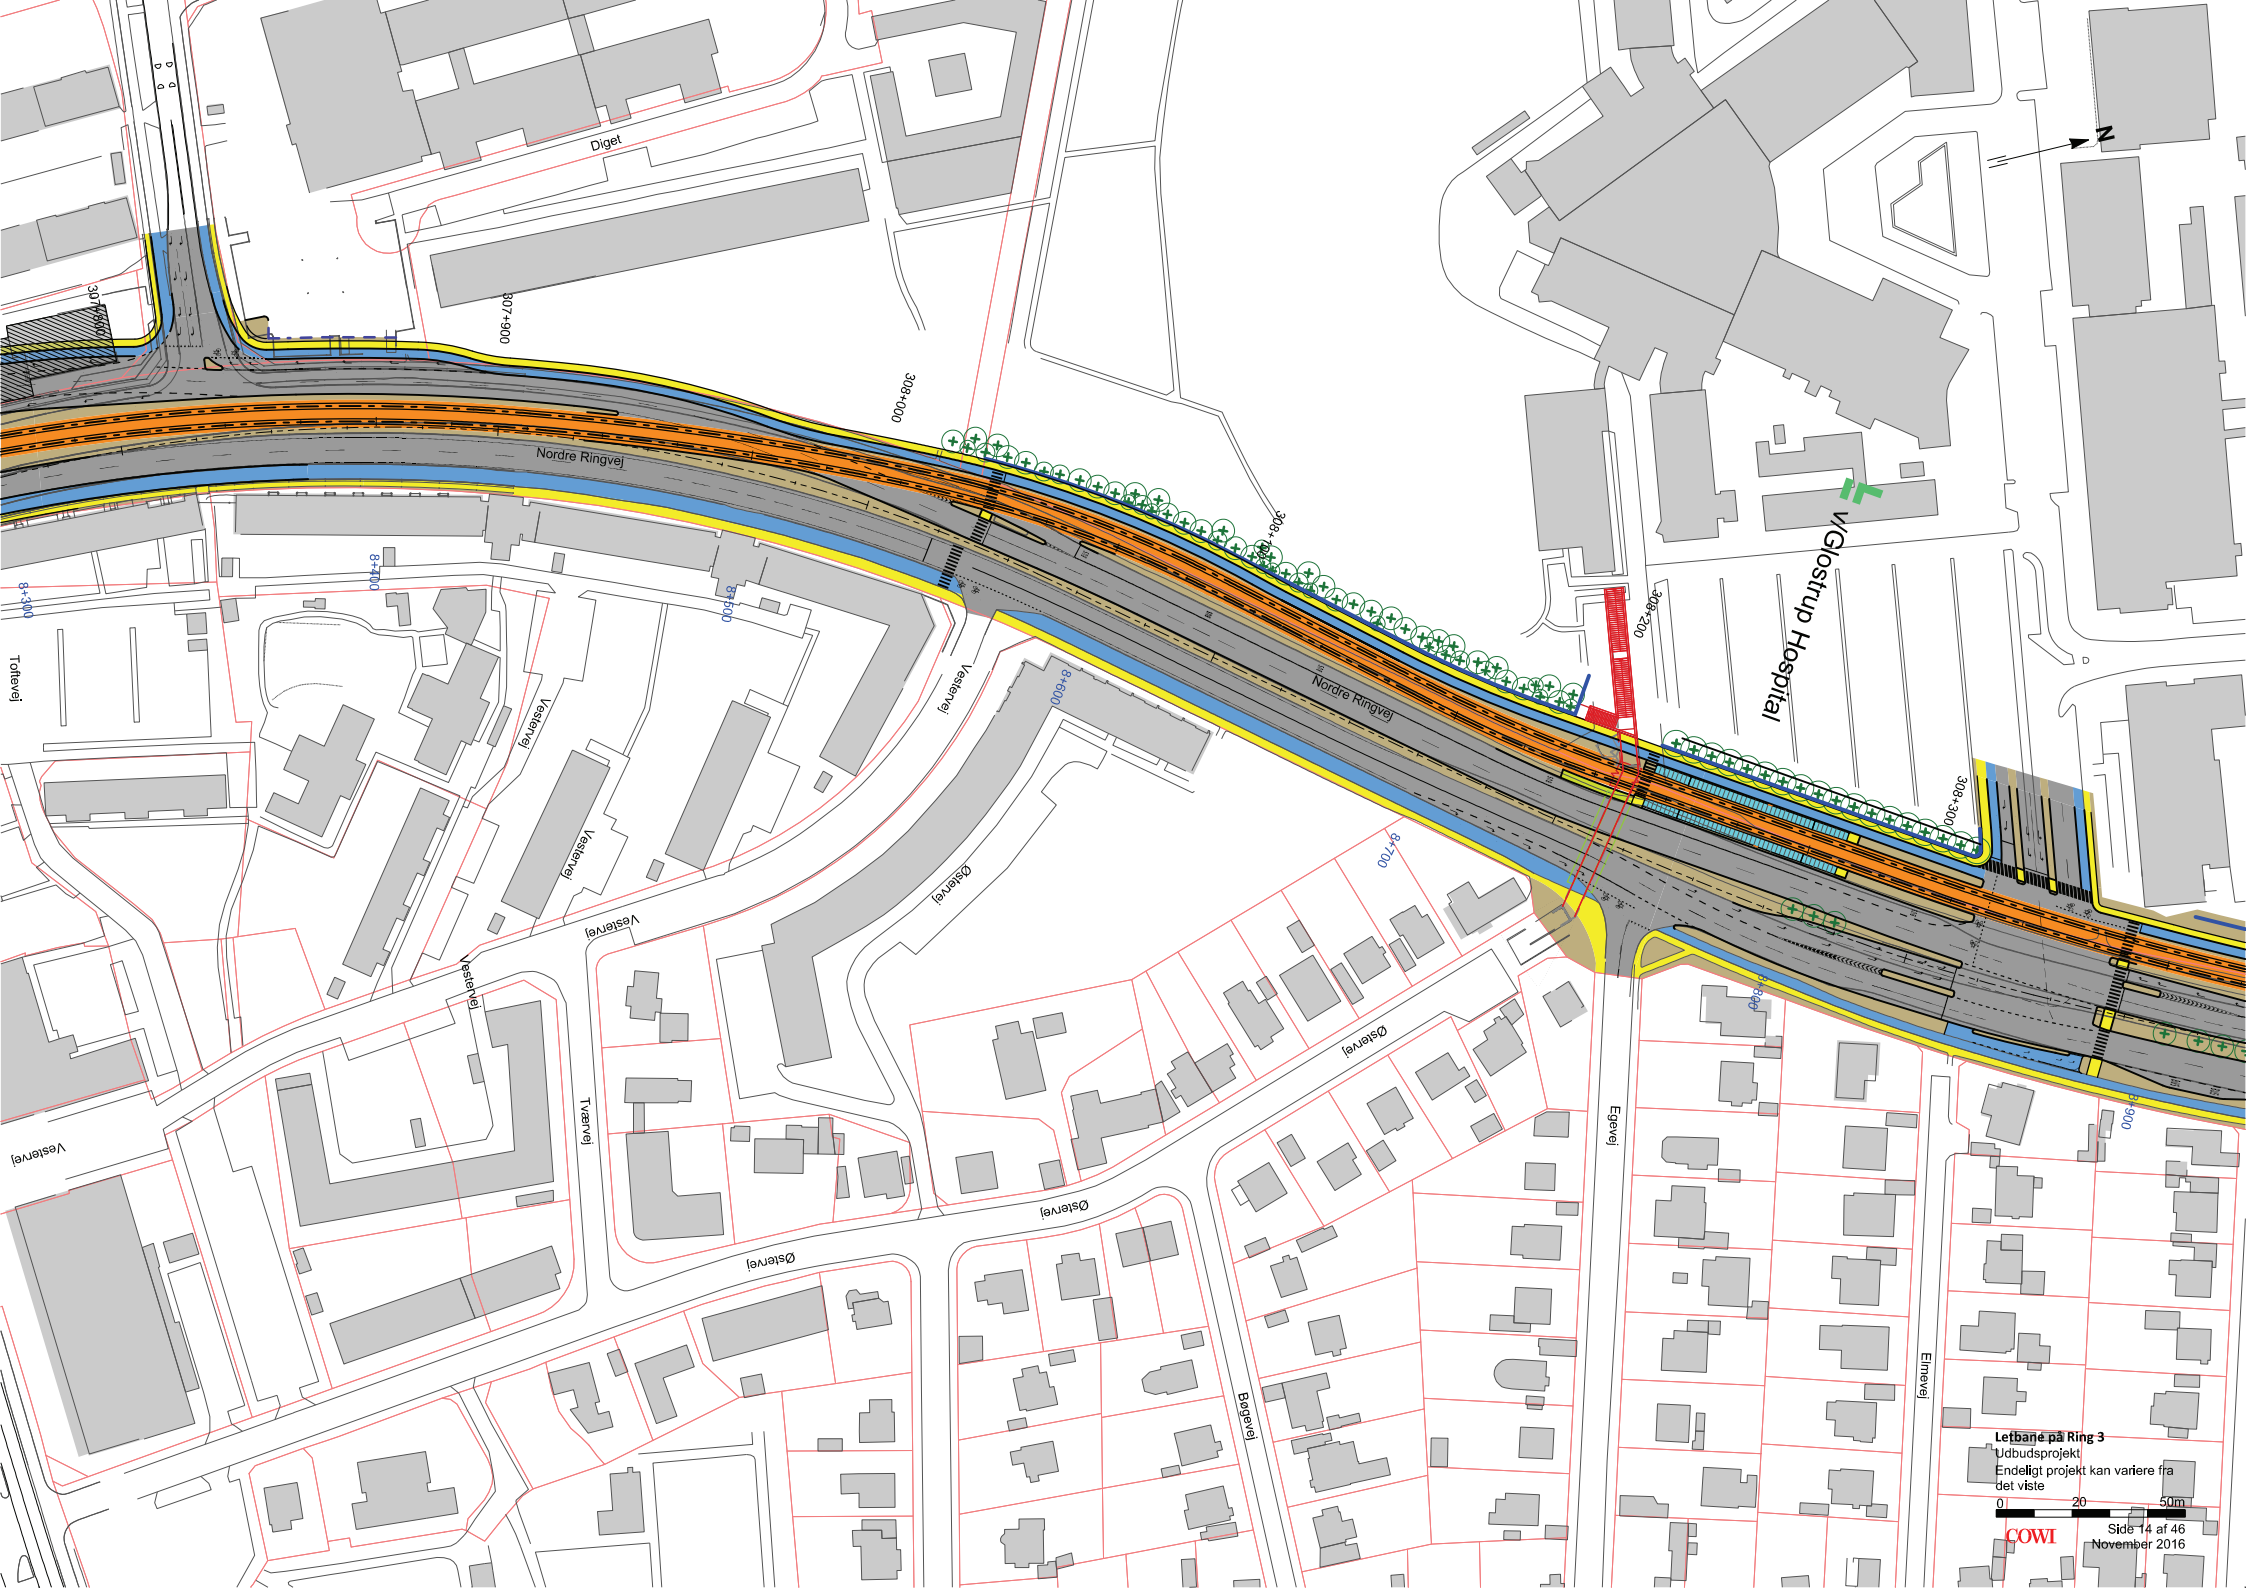 Diget
N
307+800
307+900
308+000
308+100
308+200
308+300
v/Glostrup Hospital
Nordre Ringvej
Nordre Ringvej
8+300
8+400
8+500
8+600
8+700
8+800
8+900
Toftevej
Vestervej
Vestervej
Vestervej
Vestervej
Vestervej
Vestervej
Østervej
Østervej
Østervej
Østervej
Tværvej
Egevej
Bøgevej
Elmevej
Letbane på Ring 3
Udbudsprojekt
Endeligt projekt kan variere fra
det viste
0 20 50m
COWI
Side 14 af 46
November 2016